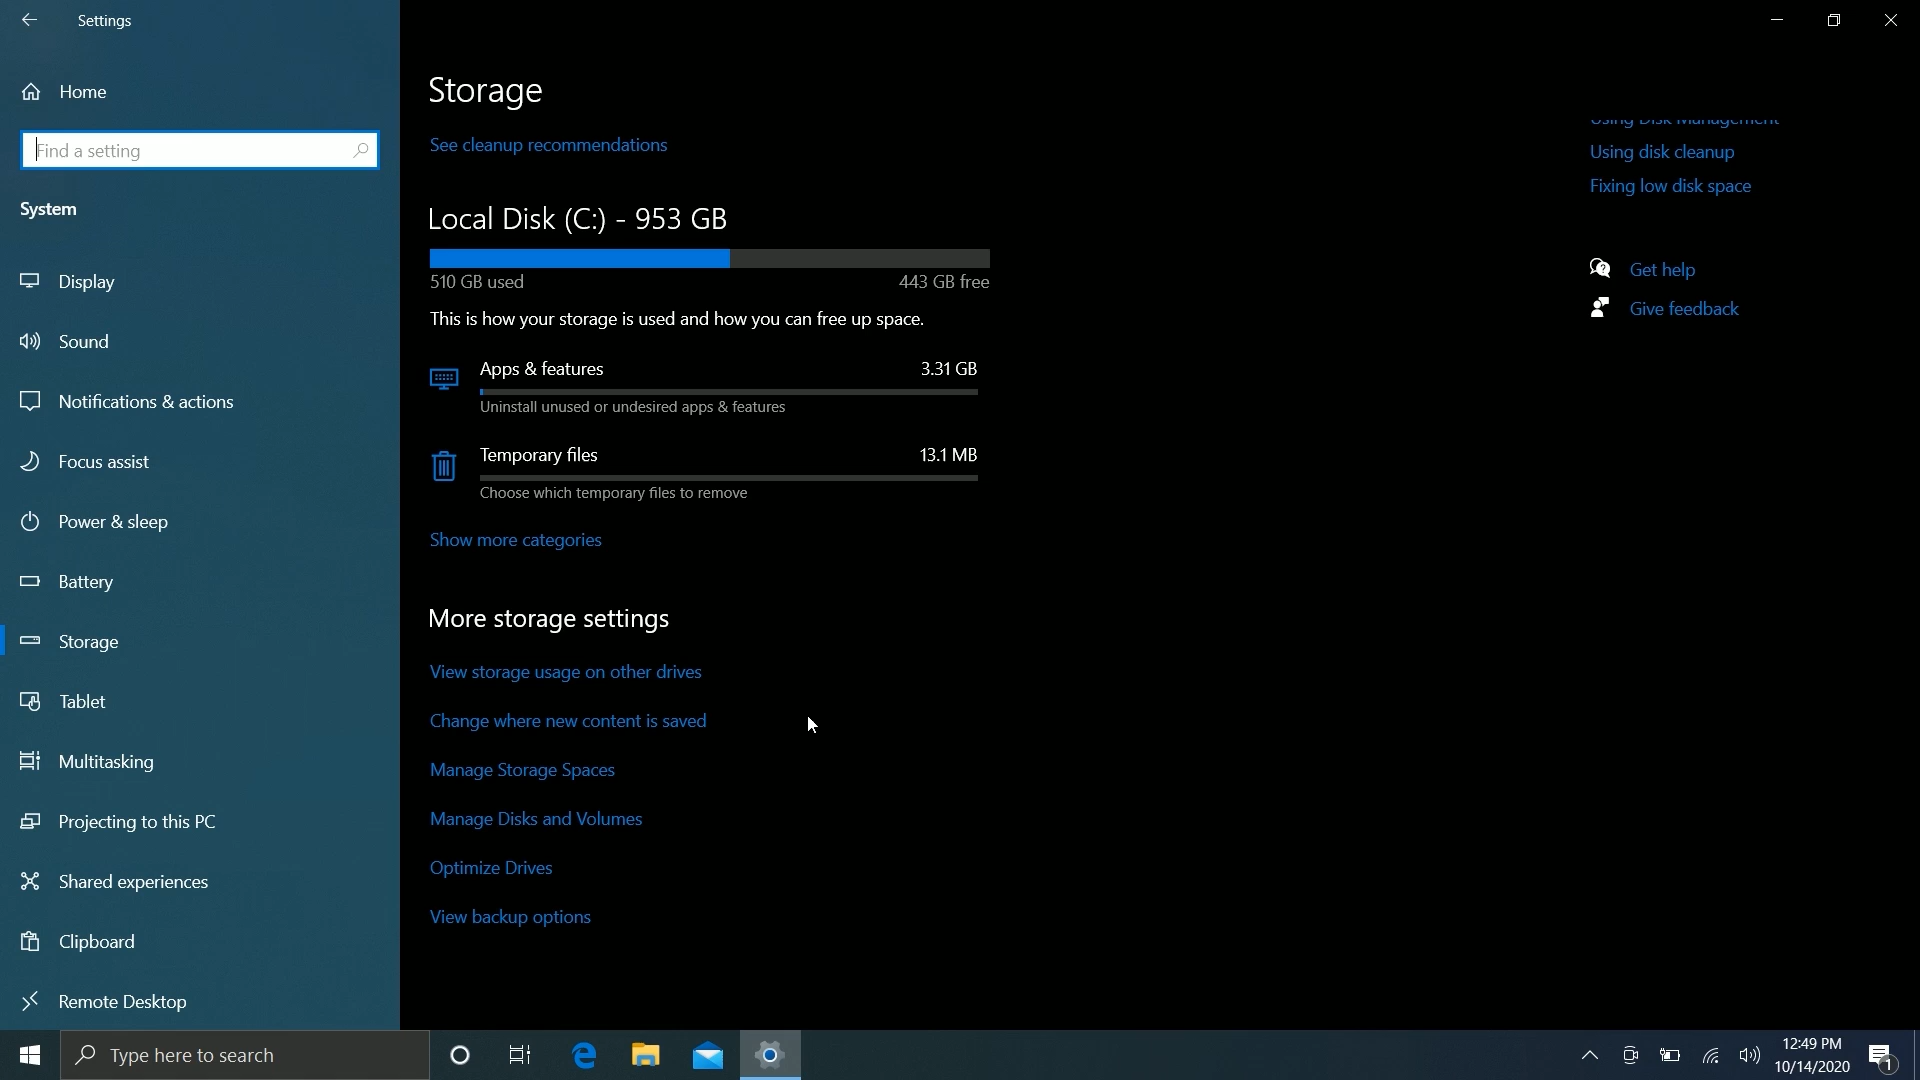 Settings
Home
Find a setting
System
Display
Sound
Notifications & actions
Focus assist
Power & sleep
Battery
Storage
Tablet
Multitasking
Projecting to this PC
Shared experiences
Clipboard
Remote Desktop
Storage
See cleanup recommendations
Local Disk (C:) - 953 GB
510 GB used
443 GB free
This is how your storage is used and how you can free up space.
Apps & features
3.31 GB
Uninstall unused or undesired apps & features
Temporary files
13.1 MB
Choose which temporary files to remove
Show more categories
More storage settings
View storage usage on other drives
Change where new content is saved
Manage Storage Spaces
Manage Disks and Volumes
Optimize Drives
View backup options
Using Disk Management
Using disk cleanup
Fixing low disk space
Get help
Give feedback
Type here to search
12:49 PM
10/14/2020
1